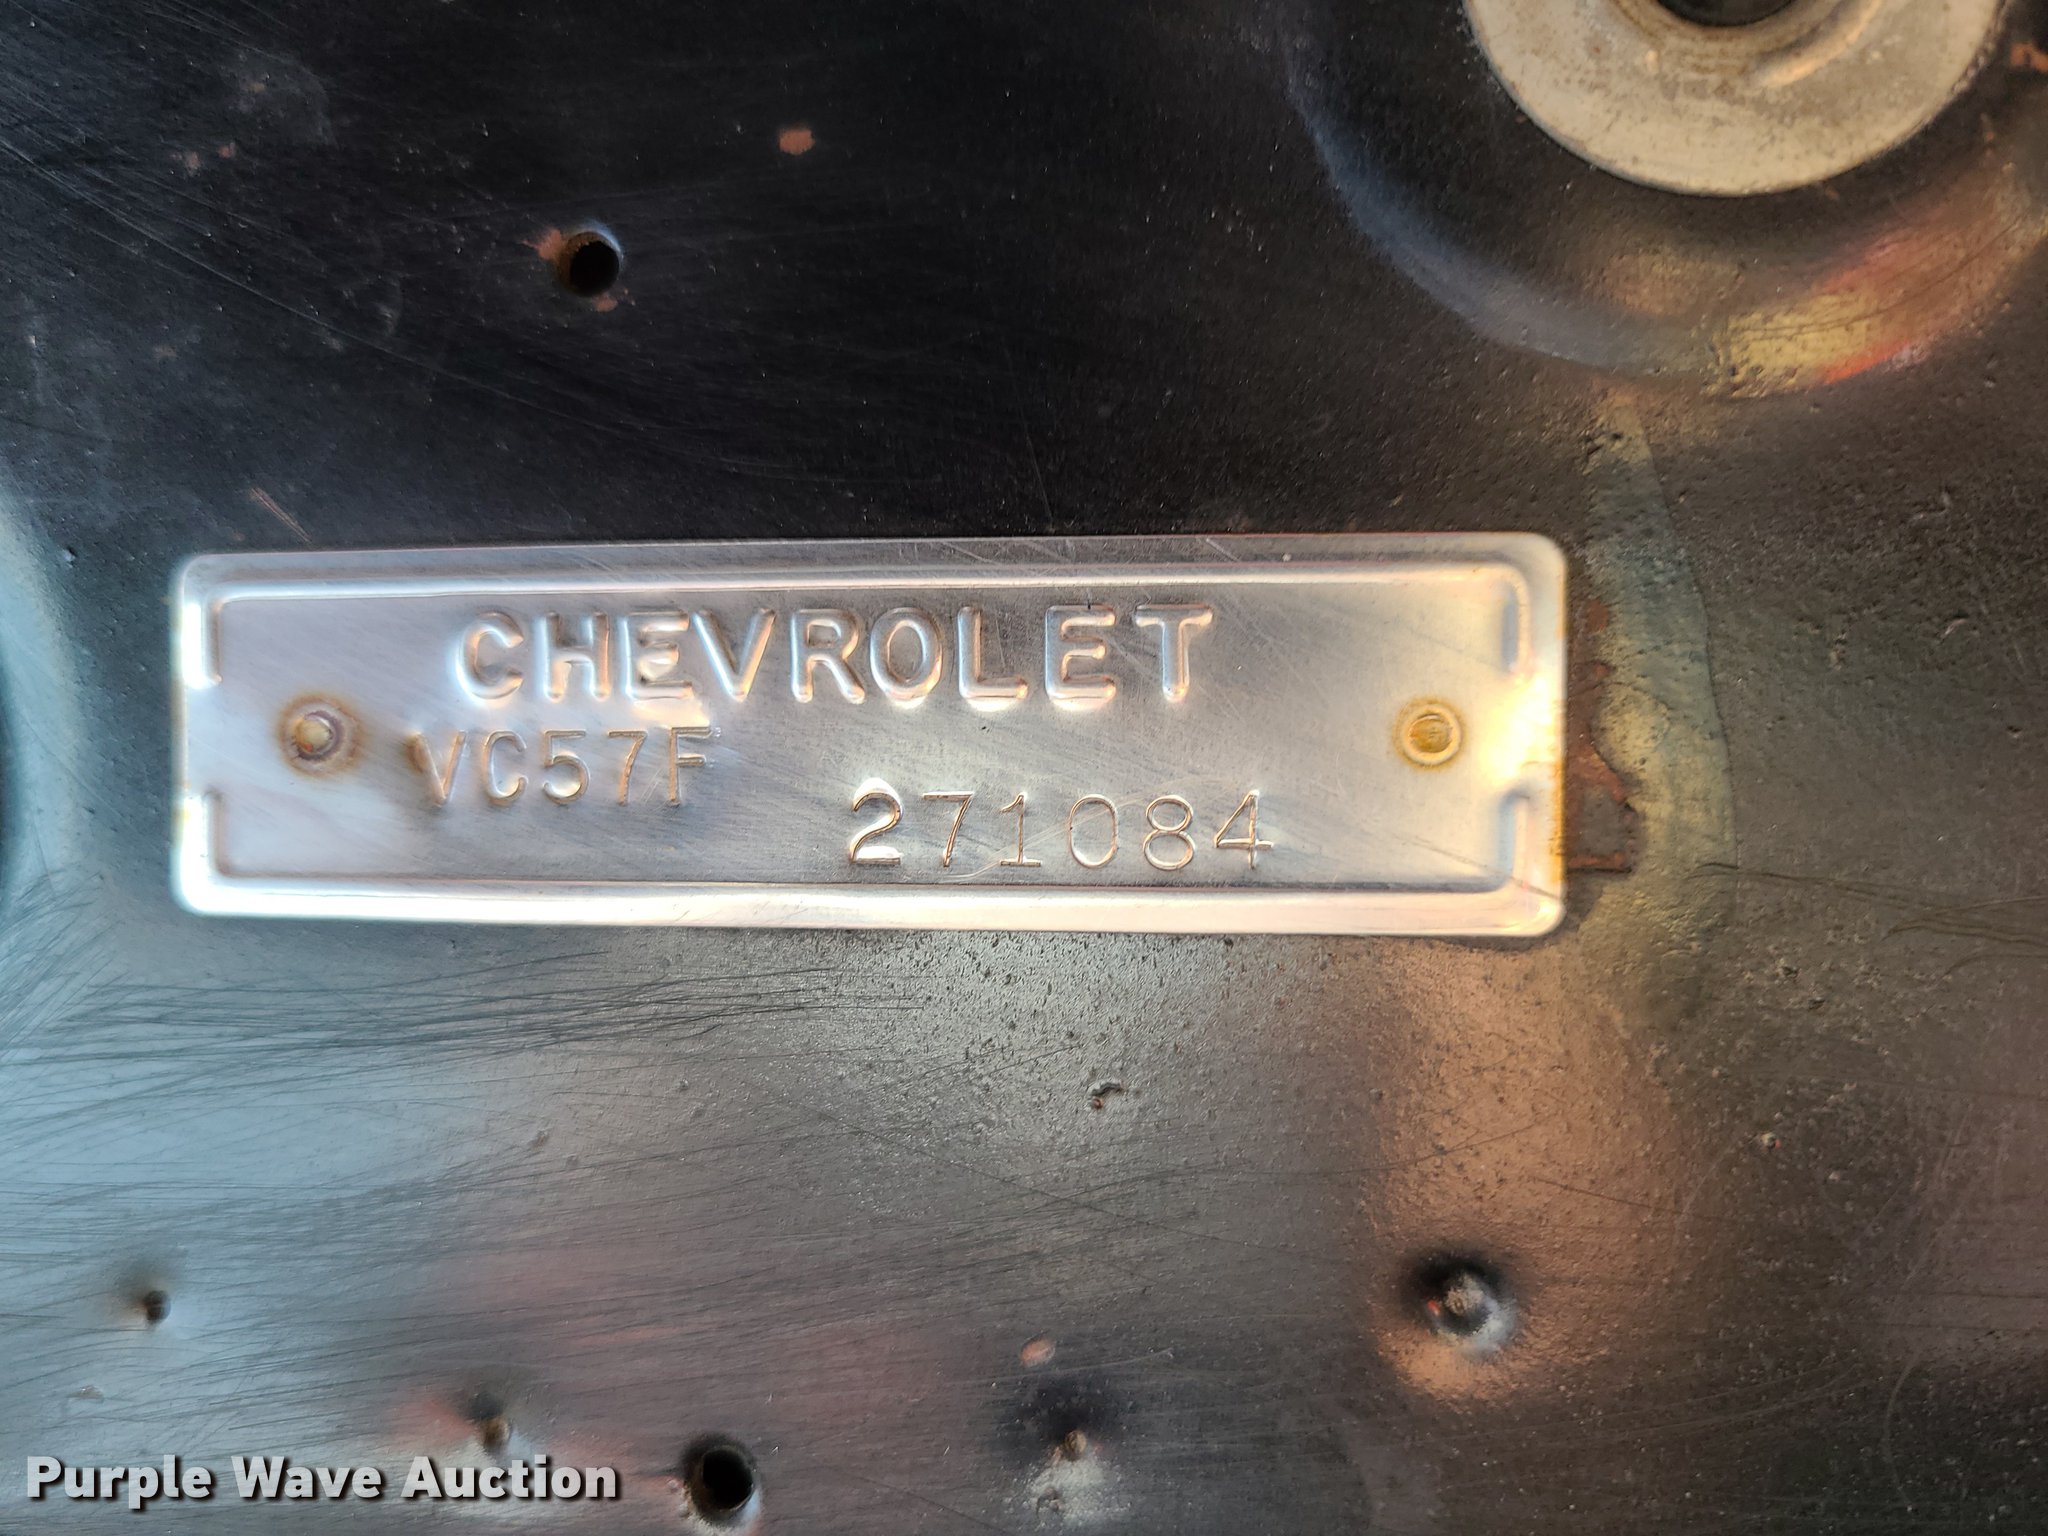 CHEVROLET
VC57F
271084
Purple Wave Auction